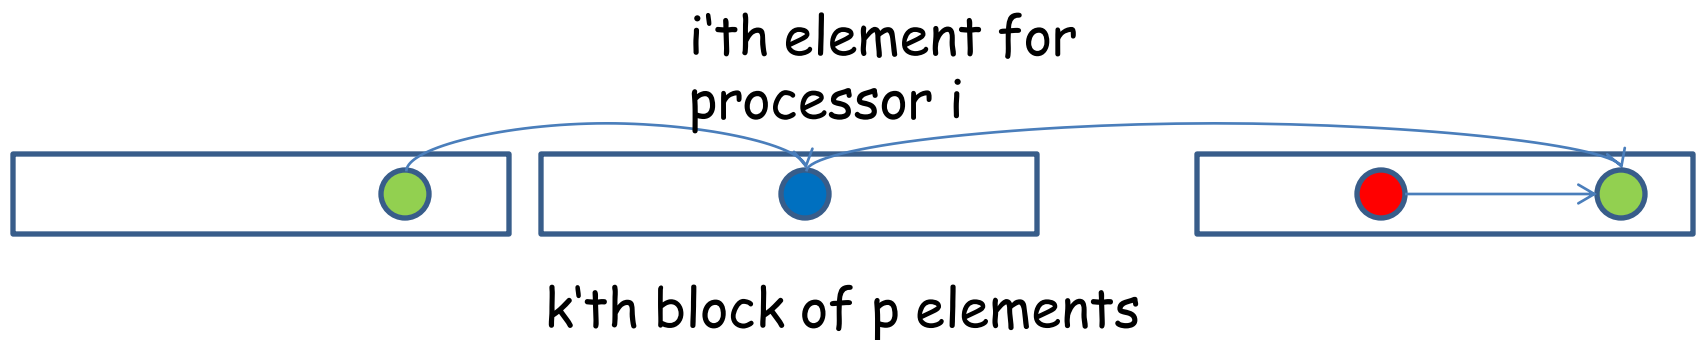 i'th element for
processor i
k'th block of p elements